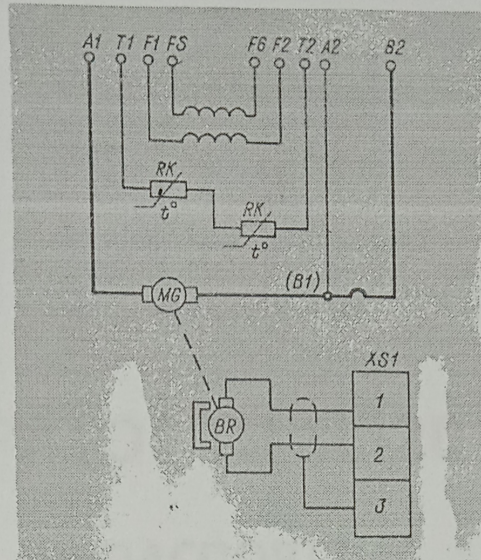 A1 T1 F1 FS F6 F2 T2 A2 B2
RK
t°
RK
t°
(B1)
MG
XS1
1
BR
2
3